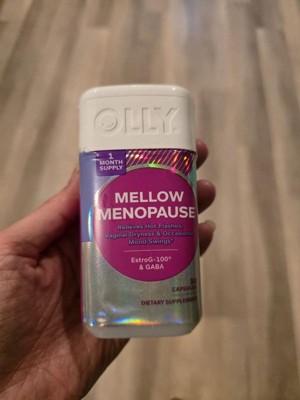 OLLY.
1
MONTH
SUPPLY
MELLOW
MENOPAUSE
Relieves Hot Flashes,
Vaginal Dryness & Occasional
Mood Swings*
EstroG-100®
& GABA
CAPSULES
DIETARY SUPPLEMENT